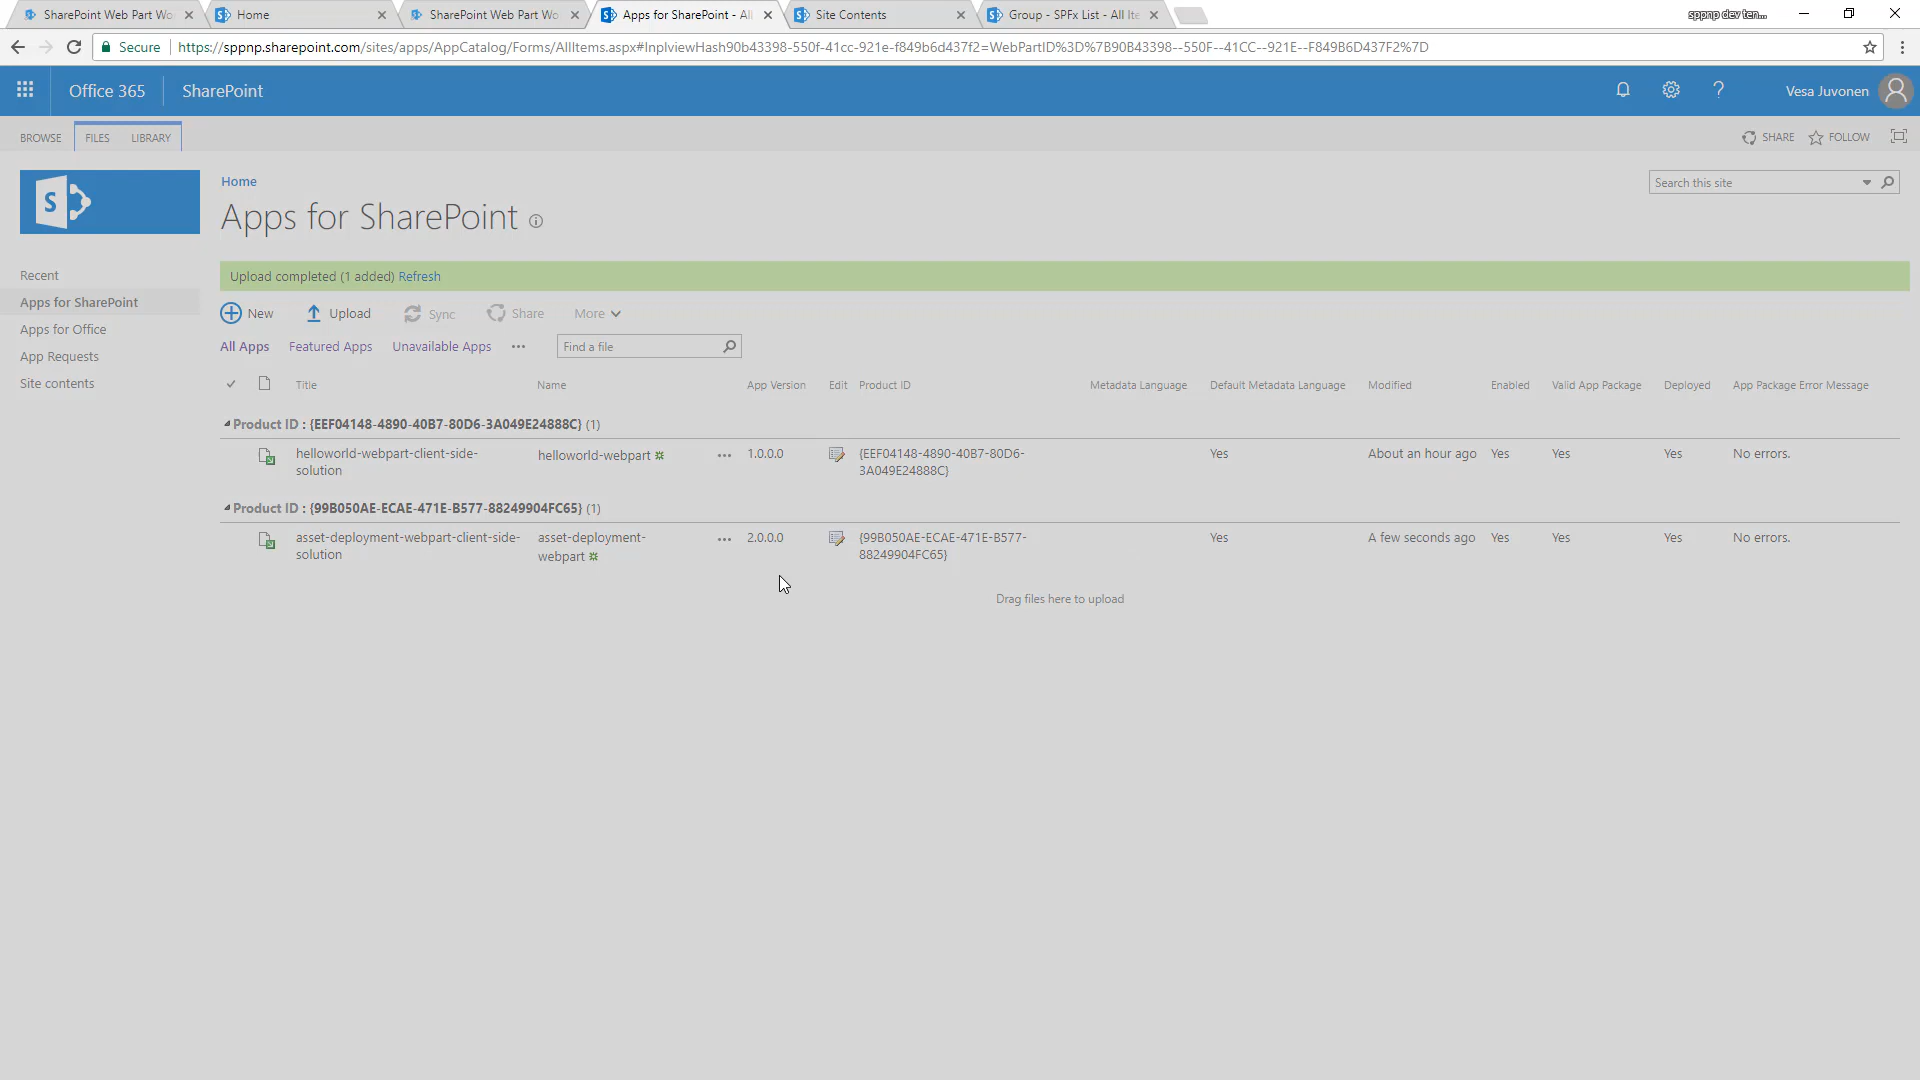 SharePoint Web Part Wo
Home
SharePoint Web Part Wo
Apps for SharePoint - Al
Site Contents
Group - SPFx List - All Ite
sppnp dev ten...
Secure
https://sppnp.sharepoint.com/sites/apps/AppCatalog/Forms/AllItems.aspx#InplviewHash90b43398-550f-41cc-921e-f849b6d437f2=WebPartID%3D%7B90B43398--550F--41CC--921E--F849B6D437F2%7D
Office 365
SharePoint
?
Vesa Juvonen
BROWSE
FILES
LIBRARY
SHARE
FOLLOW
S
Home
Search this site
Apps for SharePoint
Recent
Apps for SharePoint
Apps for Office
App Requests
Site contents
Upload completed (1 added) Refresh
New
Upload
Sync
Share
More
All Apps
Featured Apps
Unavailable Apps
...
Find a file
Title
Name
App Version
Edit
Product ID
Metadata Language
Default Metadata Language
Modified
Enabled
Valid App Package
Deployed
App Package Error Message
Product ID : {EEF04148-4890-40B7-80D6-3A049E24888C} (1)
helloworld-webpart-client-side-
solution
helloworld-webpart
...
1.0.0.0
{EEF04148-4890-40B7-80D6-
3A049E24888C}
Yes
About an hour ago
Yes
Yes
Yes
No errors.
Product ID : {99B050AE-ECAE-471E-B577-88249904FC65} (1)
asset-deployment-webpart-client-side-
solution
asset-deployment-
webpart
...
2.0.0.0
{99B050AE-ECAE-471E-B577-
88249904FC65}
Yes
A few seconds ago
Yes
Yes
Yes
No errors.
Drag files here to upload